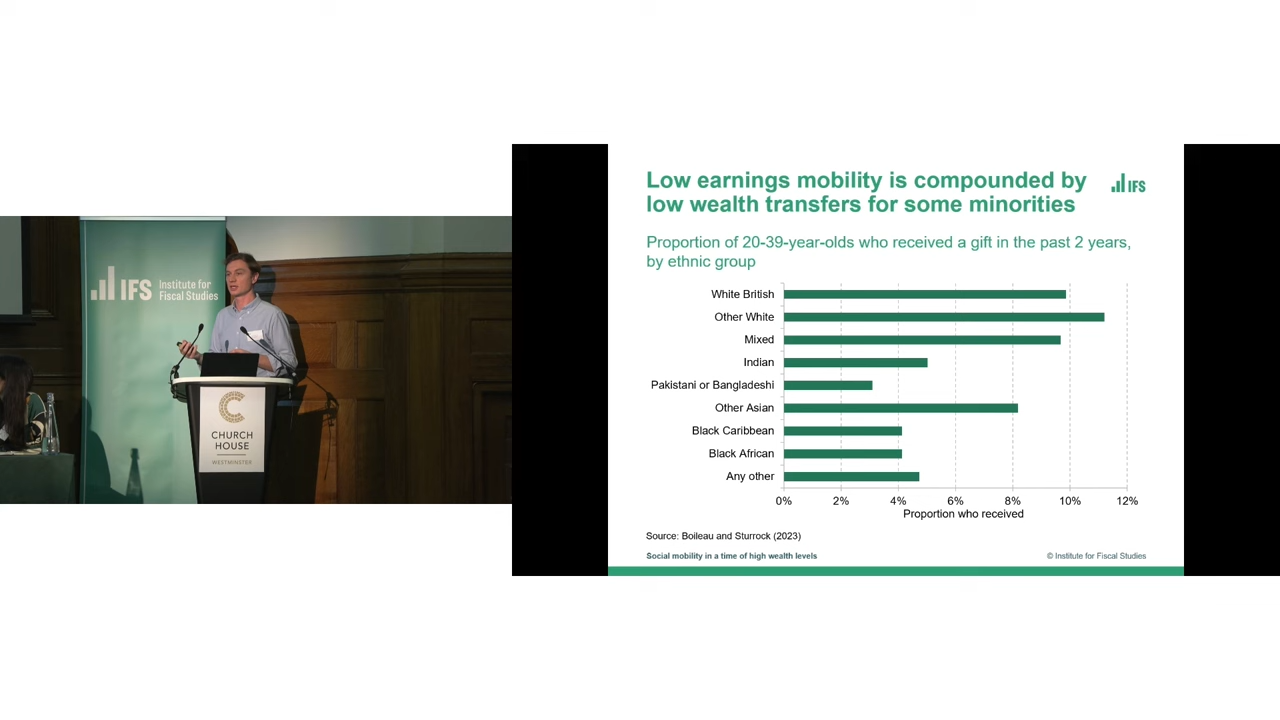 IFS Institute for
Fiscal Studies
CHURCH
HOUSE
WESTMINSTER
Low earnings mobility is compounded by
low wealth transfers for some minorities
IFS
Proportion of 20-39-year-olds who received a gift in the past 2 years,
by ethnic group
White British
Other White
Mixed
Indian
Pakistani or Bangladeshi
Other Asian
Black Caribbean
Black African
Any other
0% 2% 4% 6% 8% 10% 12%
Proportion who received
Source: Boileau and Sturrock (2023)
Social mobility in a time of high wealth levels
© Institute for Fiscal Studies